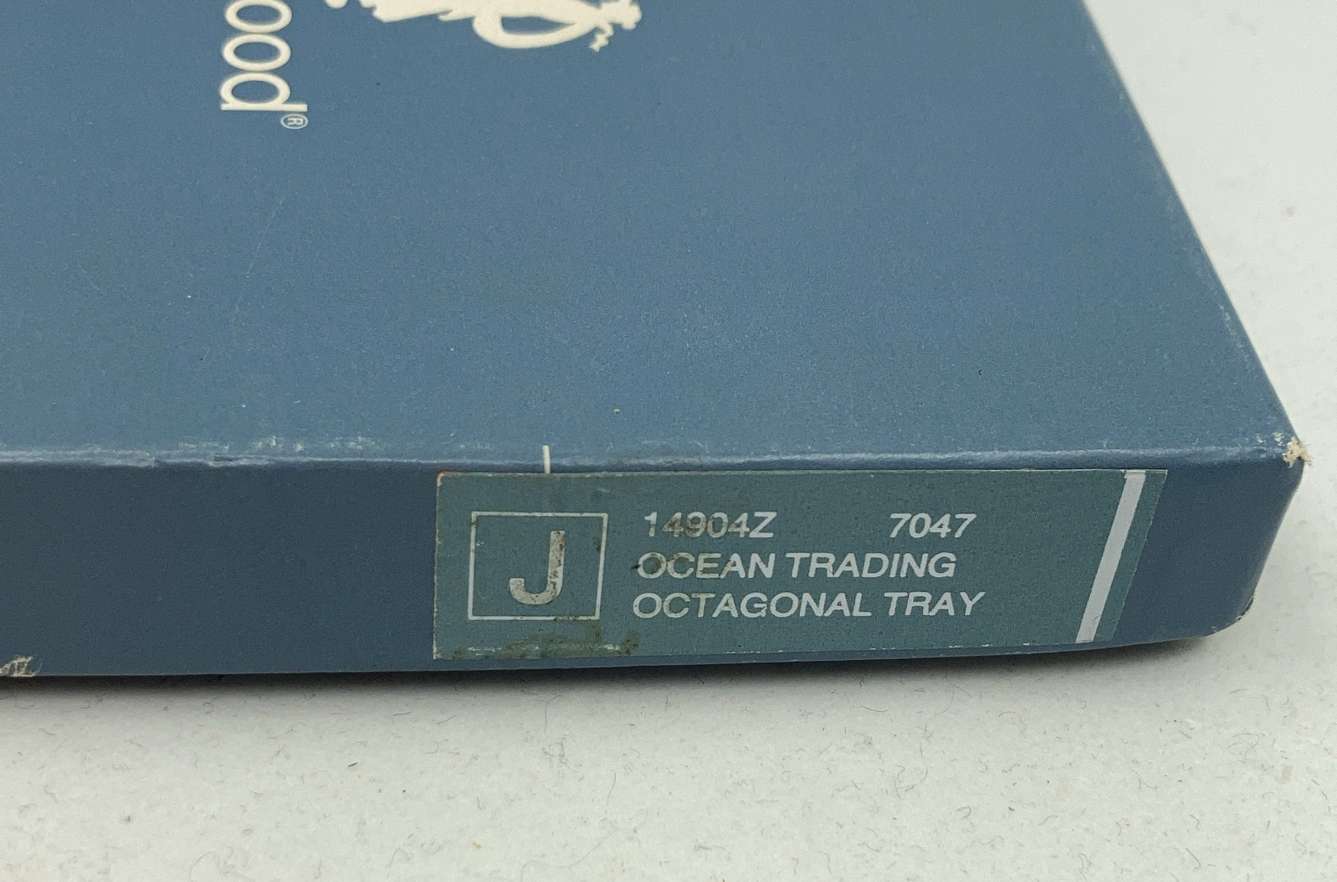 ood®
J
14904Z 7047
OCEAN TRADING
OCTAGONAL TRAY